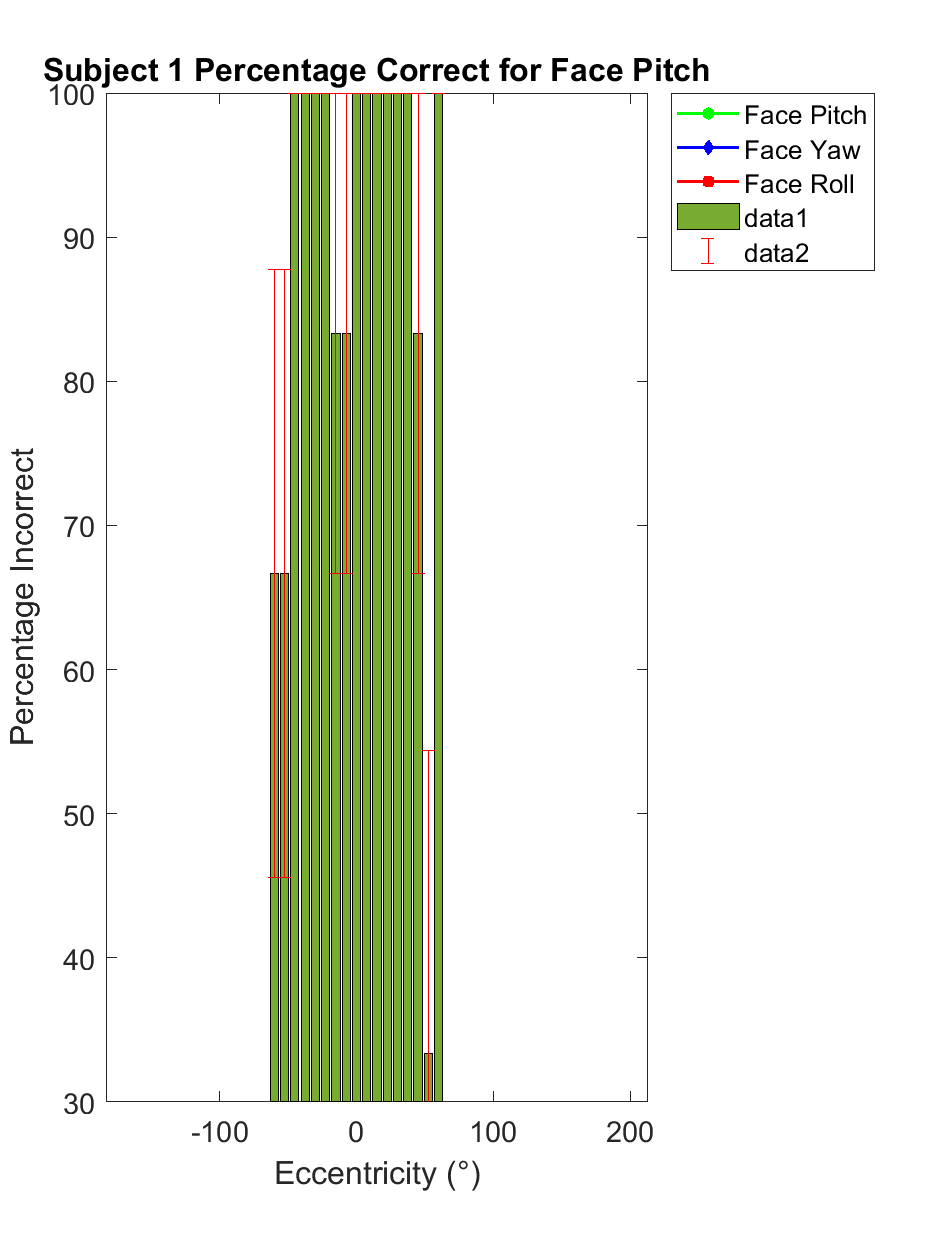 Subject 1 Percentage Correct for Face Pitch
100
90
80
70
60
50
40
30
Percentage Incorrect
-100 0 100 200
Eccentricity (°)
Face Pitch
Face Yaw
Face Roll
data1
data2